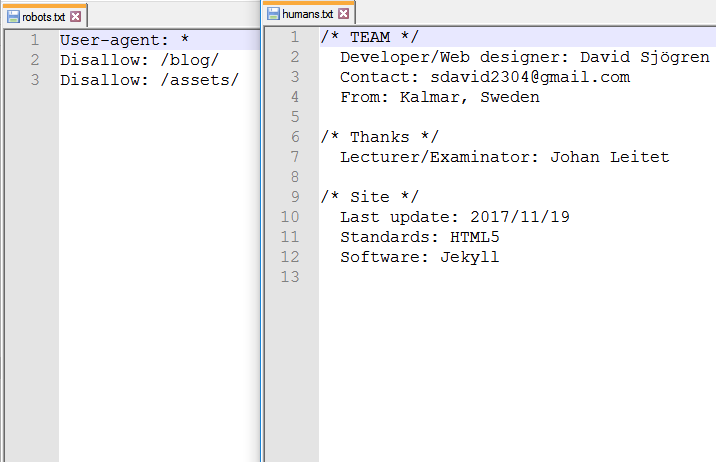 robots.txt
1 User-agent: *
2 Disallow: /blog/
3 Disallow: /assets/
humans.txt
1 /* TEAM */
2 Developer/Web designer: David Sjögren
3 Contact: sdavid2304@gmail.com
4 From: Kalmar, Sweden
5
6 /* Thanks */
7 Lecturer/Examinator: Johan Leitet
8
9 /* Site */
10 Last update: 2017/11/19
11 Standards: HTML5
12 Software: Jekyll
13